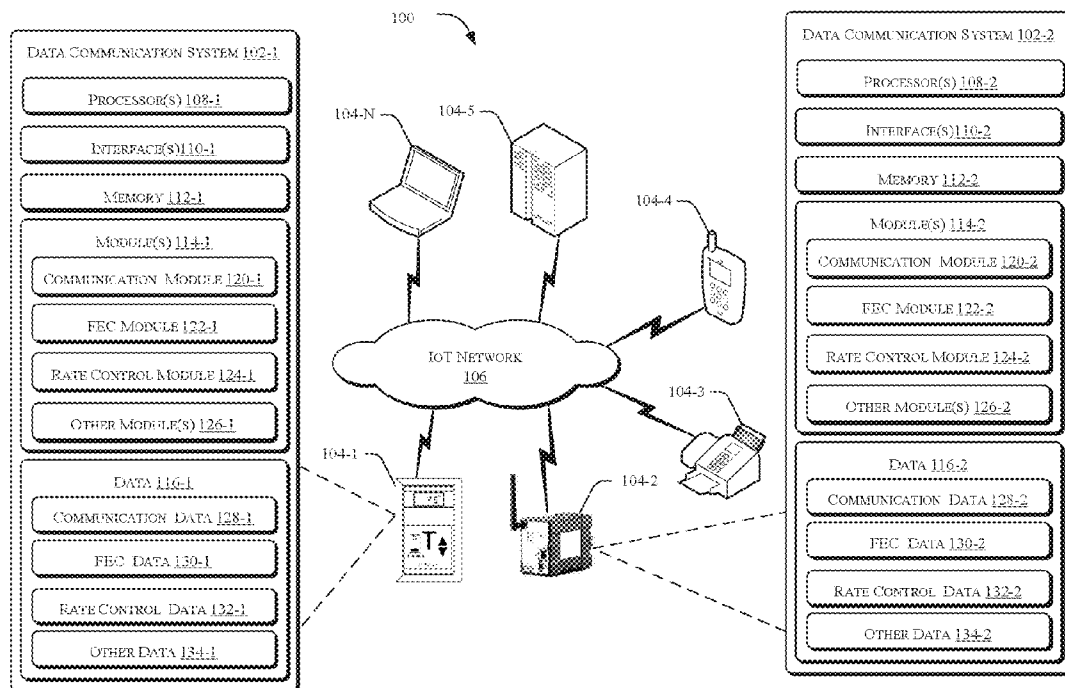 100
DATA COMMUNICATION SYSTEM 102-1
PROCESSOR(S) 108-1
INTERFACE(S)110-1
MEMORY 112-1
MODULE(S) 114-1
COMMUNICATION MODULE 120-1
FEC MODULE 122-1
RATE CONTROL MODULE 124-1
OTHER MODULE(S) 126-1
DATA 116-1
COMMUNICATION DATA 128-1
FEC DATA 130-1
RATE CONTROL DATA 132-1
OTHER DATA 134-1
104-N
104-5
104-4
IOT NETWORK
106
104-3
104-1
104-2
T
DATA COMMUNICATION SYSTEM 102-2
PROCESSOR(S) 108-2
INTERFACE(S)110-2
MEMORY 112-2
MODULE(S) 114-2
COMMUNICATION MODULE 120-2
FEC MODULE 122-2
RATE CONTROL MODULE 124-2
OTHER MODULE(S) 126-2
DATA 116-2
COMMUNICATION DATA 128-2
FEC DATA 130-2
RATE CONTROL DATA 132-2
OTHER DATA 134-2